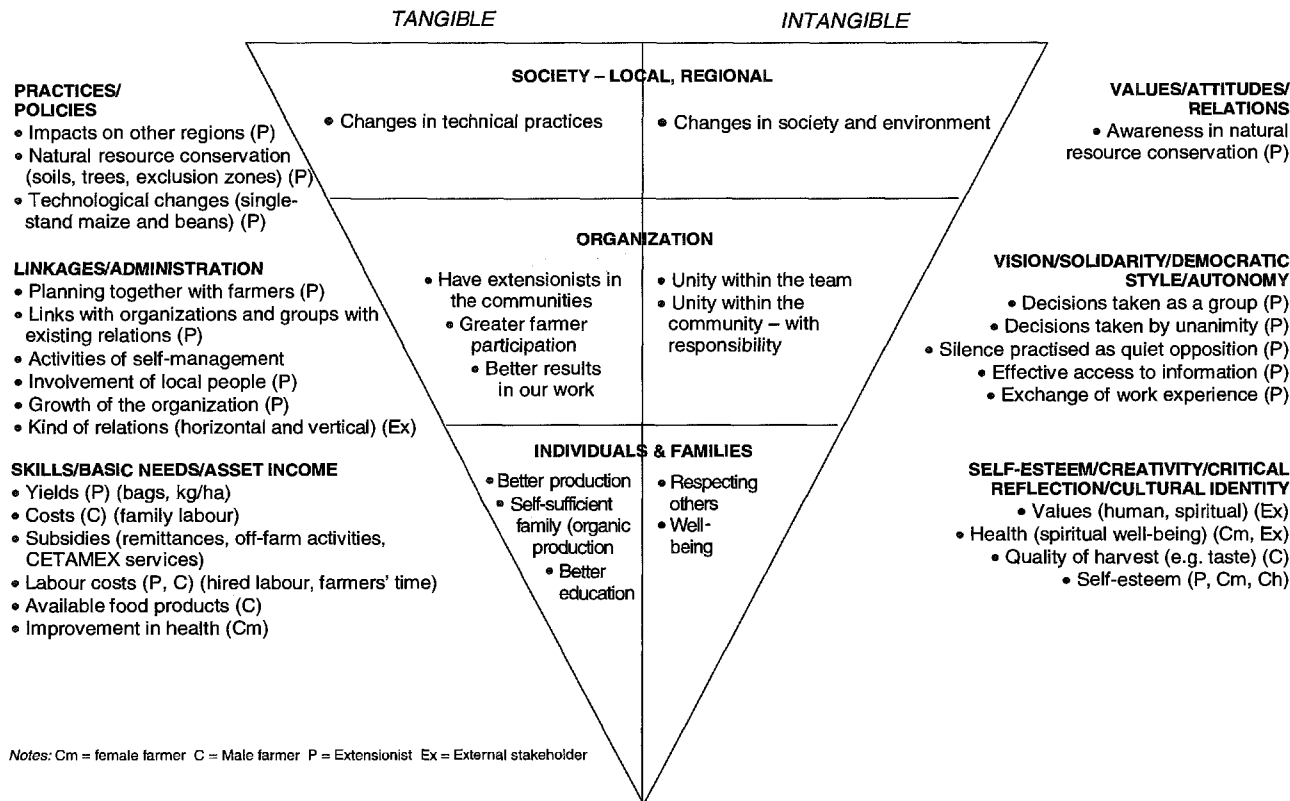 TANGIBLE
INTANGIBLE
PRACTICES/
POLICIES
• Impacts on other regions (P)
• Natural resource conservation
(soils, trees, exclusion zones) (P)
• Technological changes (single-
stand maize and beans) (P)
LINKAGES/ADMINISTRATION
• Planning together with farmers (P)
• Links with organizations and groups with
existing relations (P)
• Activities of self-management
• Involvement of local people (P)
• Growth of the organization (P)
• Kind of relations (horizontal and vertical) (Ex)
SKILLS/BASIC NEEDS/ASSET INCOME
• Yields (P) (bags, kg/ha)
• Costs (C) (family labour)
• Subsidies (remittances, off-farm activities,
CETAMEX services)
• Labour costs (P, C) (hired labour, farmers' time)
• Available food products (C)
• Improvement in health (Cm)
SOCIETY – LOCAL, REGIONAL
• Changes in technical practices
• Changes in society and environment
ORGANIZATION
• Have extensionists in
the communities
• Greater farmer
participation
• Better results
in our work
• Unity within the team
• Unity within the
community – with
responsibility
INDIVIDUALS & FAMILIES
• Better production
• Self-sufficient
family (organic
production
• Better
education
• Respecting
others
• Well-
being
VALUES/ATTITUDES/
RELATIONS
• Awareness in natural
resource conservation (P)
VISION/SOLIDARITY/DEMOCRATIC
STYLE/AUTONOMY
• Decisions taken as a group (P)
• Decisions taken by unanimity (P)
• Silence practised as quiet opposition (P)
• Effective access to information (P)
• Exchange of work experience (P)
SELF-ESTEEM/CREATIVITY/CRITICAL
REFLECTION/CULTURAL IDENTITY
• Values (human, spiritual) (Ex)
• Health (spiritual well-being) (Cm, Ex)
• Quality of harvest (e.g. taste) (C)
• Self-esteem (P, Cm, Ch)
Notes: Cm = female farmer C = Male farmer P = Extensionist Ex = External stakeholder